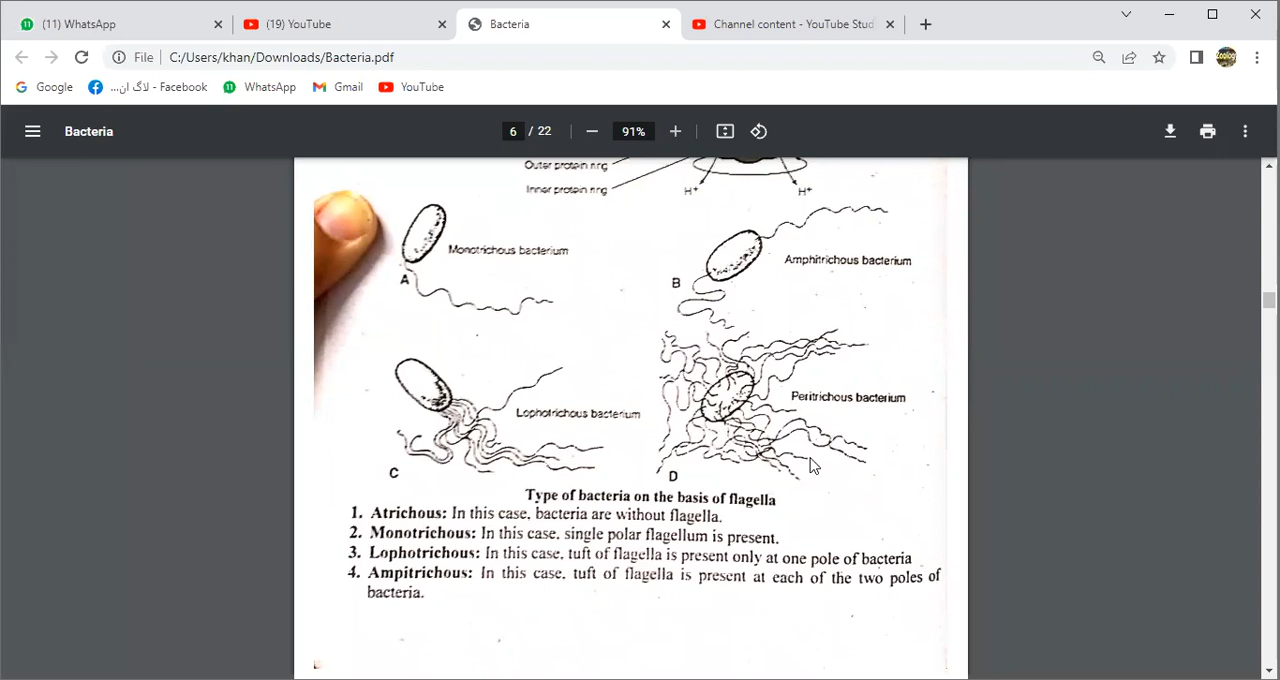 (11) WhatsApp
(19) YouTube
Bacteria
Channel content - YouTube Stud
File
C:/Users/khan/Downloads/Bacteria.pdf
Google
لاگ ان... - Facebook
WhatsApp
Gmail
YouTube
Bacteria
6 / 22
91%
Outer protein ring
Inner protein ring
H+
H+
Monotrichous bacterium
A
Amphitrichous bacterium
B
Lophotrichous bacterium
C
Peritrichous bacterium
D
Type of bacteria on the basis of flagella
1. Atrichous: In this case, bacteria are without flagella.
2. Monotrichous: In this case, single polar flagellum is present.
3. Lophotrichous: In this case, tuft of flagella is present only at one pole of bacteria
4. Ampitrichous: In this case, tuft of flagella is present at each of the two poles of
bacteria.